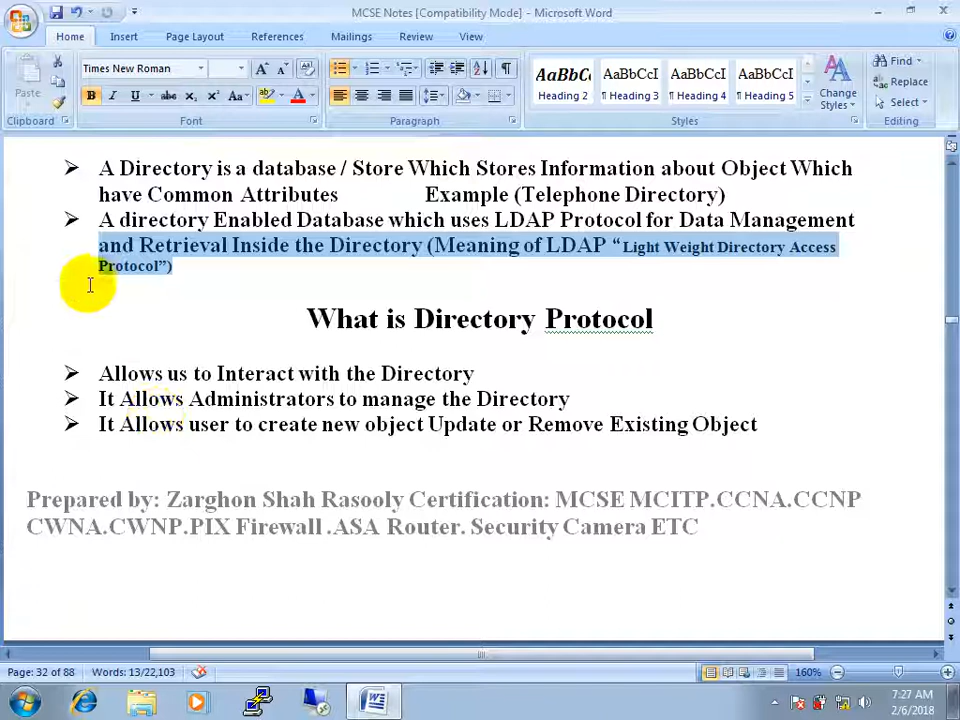 MCSE Notes [Compatibility Mode] - Microsoft Word
Home Insert Page Layout References Mailings Review View
Paste
Times New Roman
B I U abc X₂ X² Aa
AaBbC AaBbCcI AaBbCcI AaBbCcI
Heading 2 ¶ Heading 3 ¶ Heading 4 ¶ Heading 5
Change Styles
Find
Replace
Select
Clipboard Font Paragraph Styles Editing
➢ A Directory is a database / Store Which Stores Information about Object Which
have Common Attributes Example (Telephone Directory)
➢ A directory Enabled Database which uses LDAP Protocol for Data Management
and Retrieval Inside the Directory (Meaning of LDAP “Light Weight Directory Access
Protocol”)
What is Directory Protocol
➢ Allows us to Interact with the Directory
➢ It Allows Administrators to manage the Directory
➢ It Allows user to create new object Update or Remove Existing Object
Prepared by: Zarghon Shah Rasooly Certification: MCSE MCITP.CCNA.CCNP
CWNA.CWNP.PIX Firewall .ASA Router. Security Camera ETC
Page: 32 of 88 Words: 13/22,103 160%
7:27 AM
2/6/2018